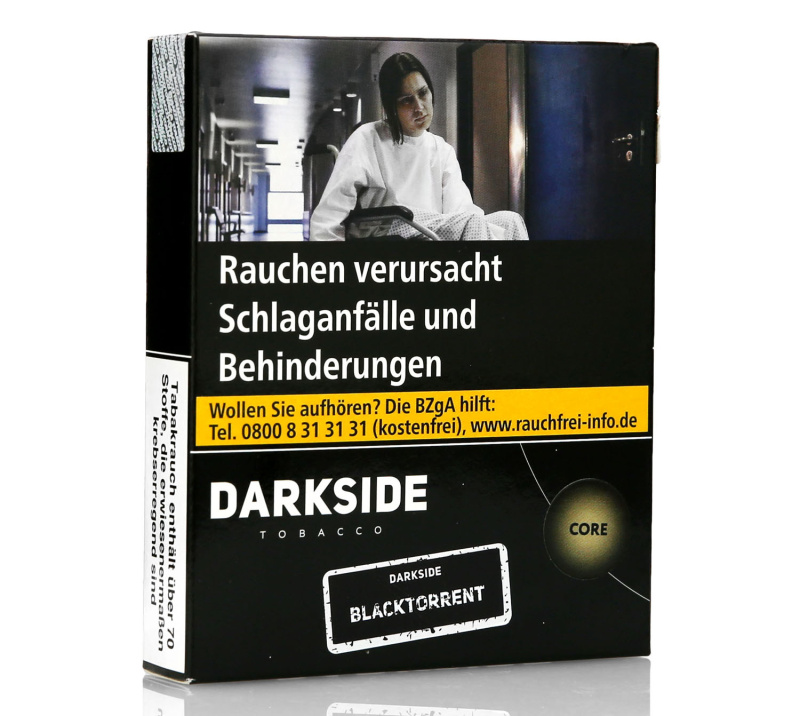 Rauchen verursacht
Schlaganfälle und
Behinderungen
Wollen Sie aufhören? Die BZgA hilft:
Tel. 0800 8 31 31 31 (kostenfrei), www.rauchfrei-info.de
DARKSIDE
TOBACCO
CORE
DARKSIDE
BLACKTORRENT
Tabakrauch enthält über 70
Stoffe, die erwiesenermaßen
krebserregend sind